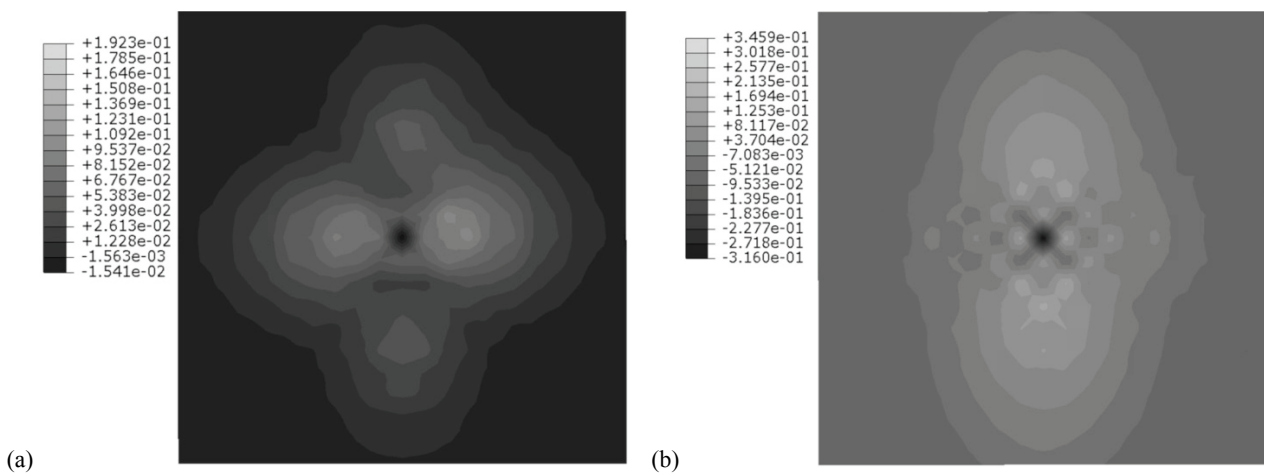 +1.923e-01
+1.785e-01
+1.646e-01
+1.508e-01
+1.369e-01
+1.231e-01
+1.092e-01
+9.537e-02
+8.152e-02
+6.767e-02
+5.383e-02
+3.998e-02
+2.613e-02
+1.228e-02
-1.563e-03
-1.541e-02
(a)
+3.459e-01
+3.018e-01
+2.577e-01
+2.135e-01
+1.694e-01
+1.253e-01
+8.117e-02
+3.704e-02
-7.083e-03
-5.121e-02
-9.533e-02
-1.395e-01
-1.836e-01
-2.277e-01
-2.718e-01
-3.160e-01
(b)